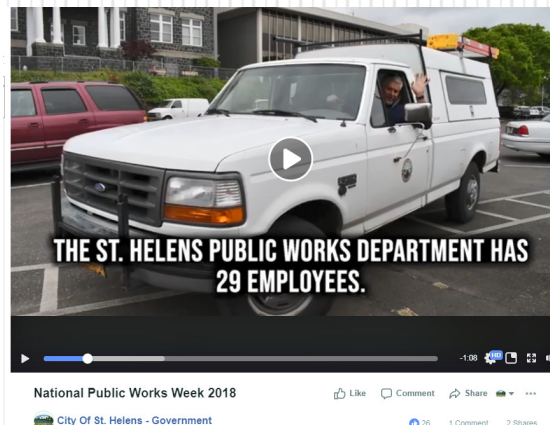 THE ST. HELENS PUBLIC WORKS DEPARTMENT HAS
29 EMPLOYEES.
-1:08
HD
National Public Works Week 2018
Like
Comment
Share
City Of St. Helens - Government
26
1 Comment
2 Shares